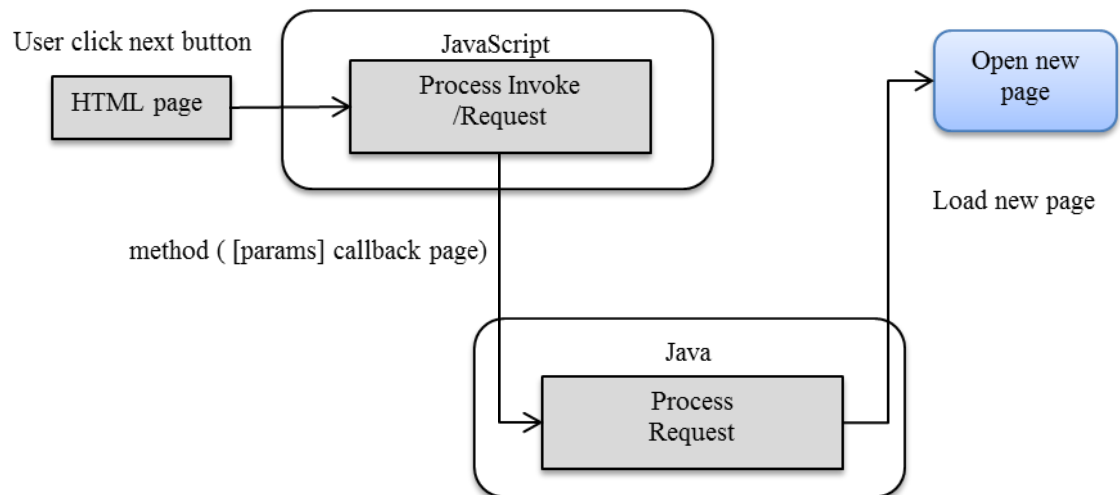 User click next button
HTML page
JavaScript
Process Invoke
/Request
Open new
page
Load new page
method ( [params] callback page)
Java
Process
Request